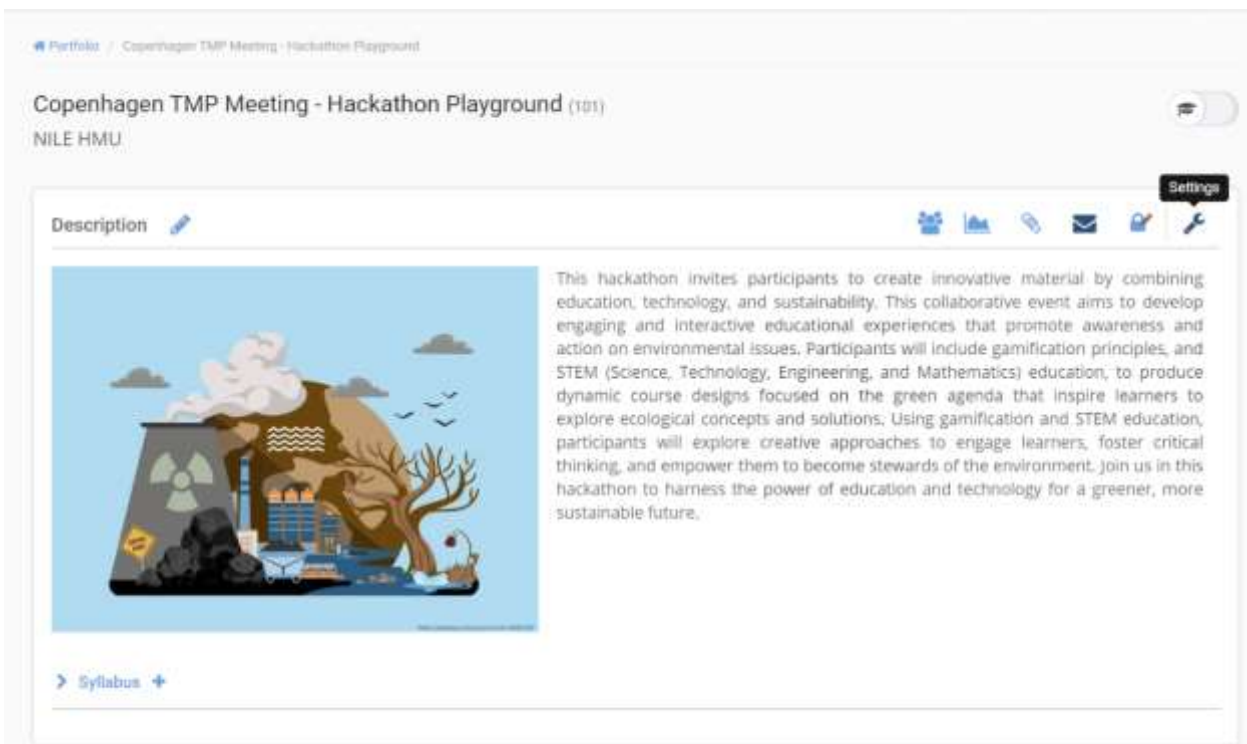 Portfolio / Copenhagen TMP Meeting - Hackathon Playground
Copenhagen TMP Meeting - Hackathon Playground (101)
NILE HMU
Settings
Description
This hackathon invites participants to create innovative material by combining
education, technology, and sustainability. This collaborative event aims to develop
engaging and interactive educational experiences that promote awareness and
action on environmental issues. Participants will include gamification principles, and
STEM (Science, Technology, Engineering, and Mathematics) education, to produce
dynamic course designs focused on the green agenda that inspire learners to
explore ecological concepts and solutions. Using gamification and STEM education,
participants will explore creative approaches to engage learners, foster critical
thinking, and empower them to become stewards of the environment. Join us in this
hackathon to harness the power of education and technology for a greener, more
sustainable future.
Syllabus